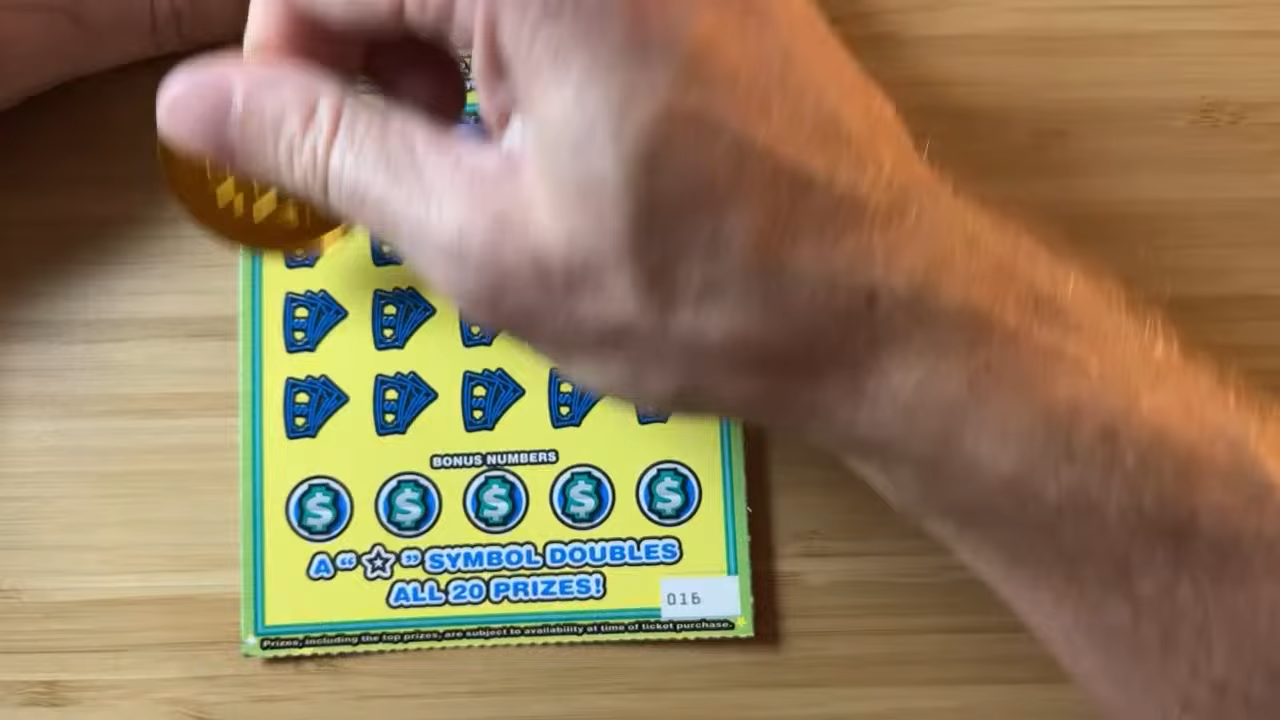 BONUS NUMBERS
$ $ $ $ $
A “☆” SYMBOL DOUBLES
ALL 20 PRIZES!
016
Prizes, including the top prizes, are subject to availability at time of ticket purchase.